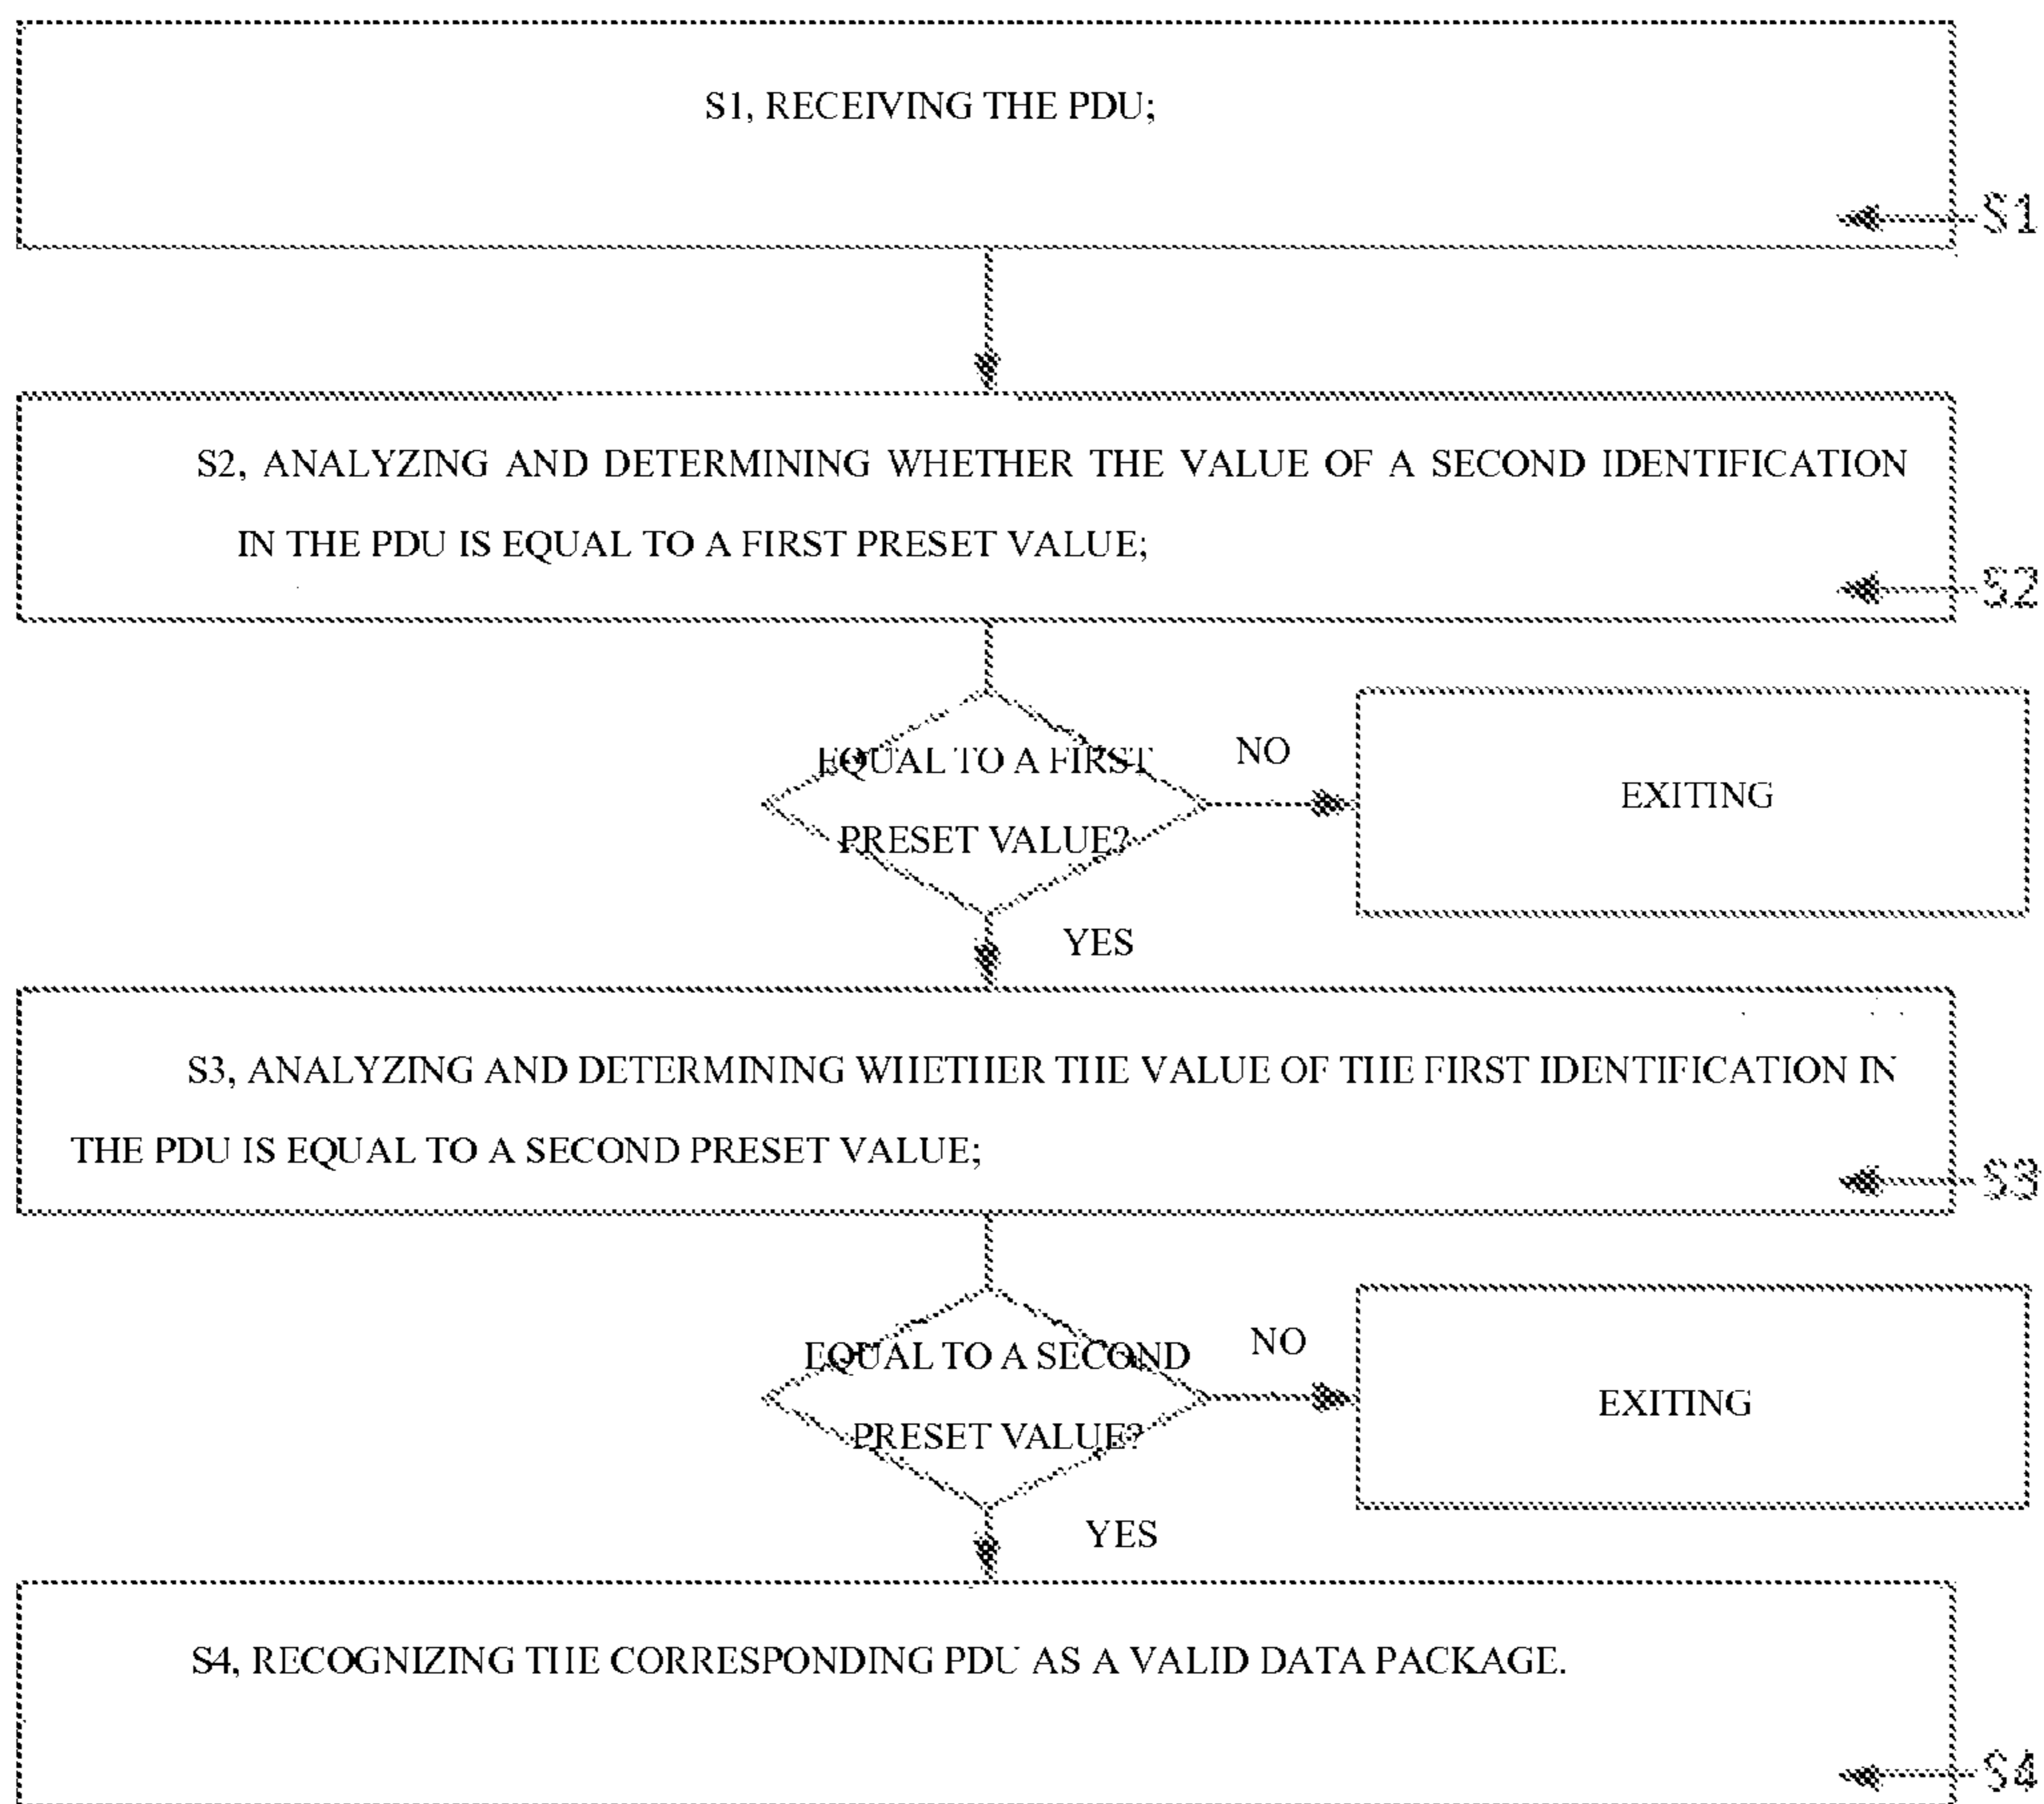 S1, RECEIVING THE PDU;
S1
S2, ANALYZING AND DETERMINING WHETHER THE VALUE OF A SECOND IDENTIFICATION
IN THE PDU IS EQUAL TO A FIRST PRESET VALUE;
S2
EQUAL TO A FIRST
PRESET VALUE?
NO
EXITING
YES
S3, ANALYZING AND DETERMINING WHETHER THE VALUE OF THE FIRST IDENTIFICATION IN
THE PDU IS EQUAL TO A SECOND PRESET VALUE;
S3
EQUAL TO A SECOND
PRESET VALUE?
NO
EXITING
YES
S4, RECOGNIZING THE CORRESPONDING PDU AS A VALID DATA PACKAGE.
S4